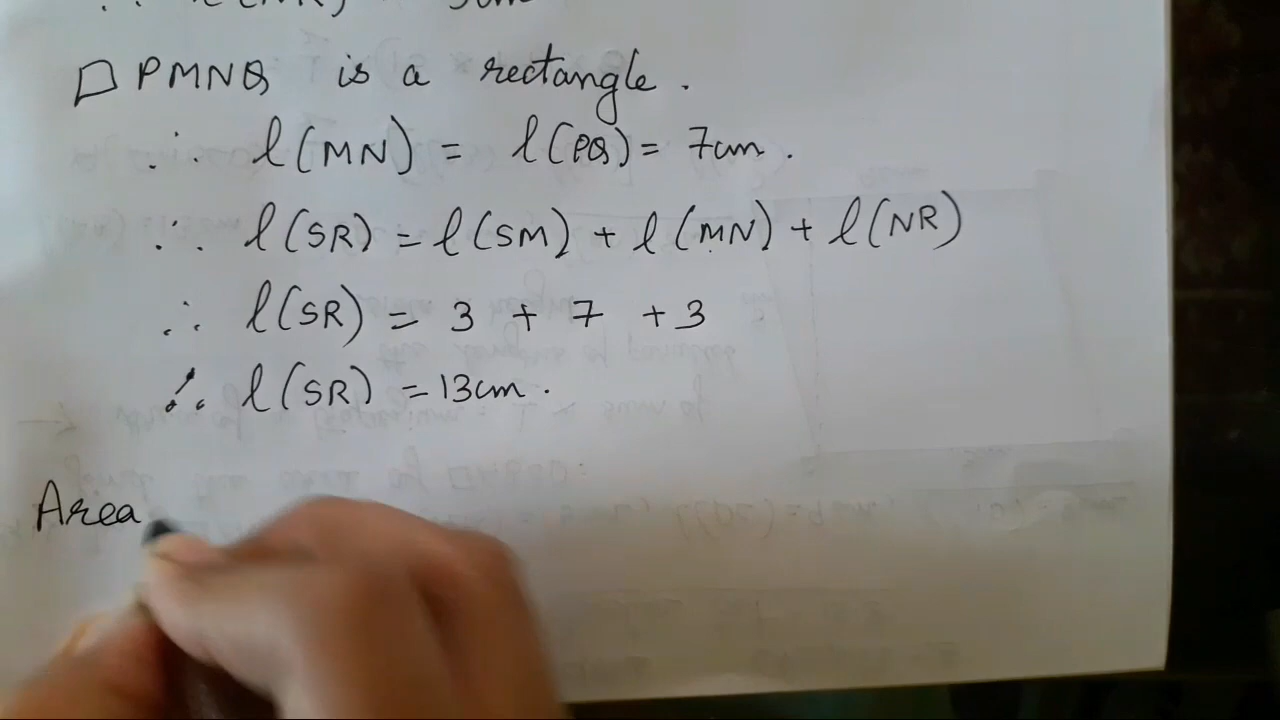 □ PMNQ is a rectangle.
∴ l(MN) = l(PQ) = 7cm.
∴ l(SR) = l(SM) + l(MN) + l(NR)
∴ l(SR) = 3 + 7 + 3
∴ l(SR) = 13cm.
Area